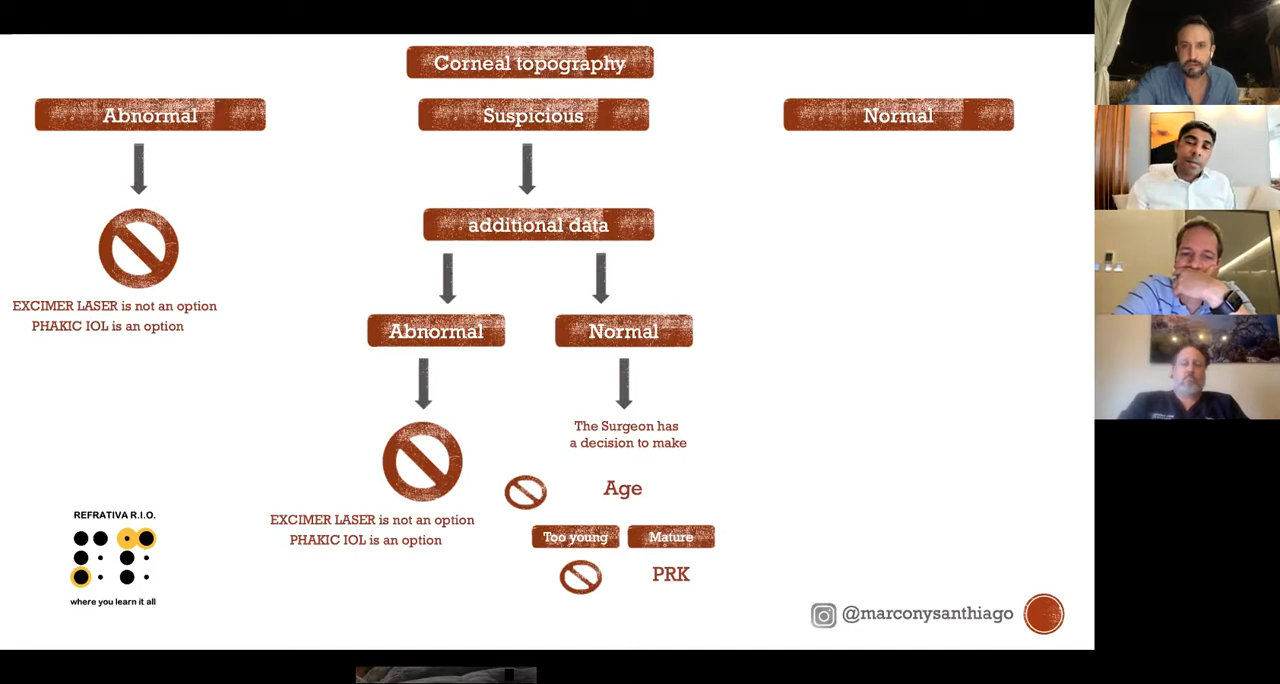 Corneal topography
Abnormal
Suspicious
Normal
additional data
EXCIMER LASER is not an option
PHAKIC IOL is an option
Abnormal
Normal
The Surgeon has
a decision to make
Age
EXCIMER LASER is not an option
PHAKIC IOL is an option
Too young
Mature
PRK
REFRATIVA R.I.O.
where you learn it all
@marconysanthiago